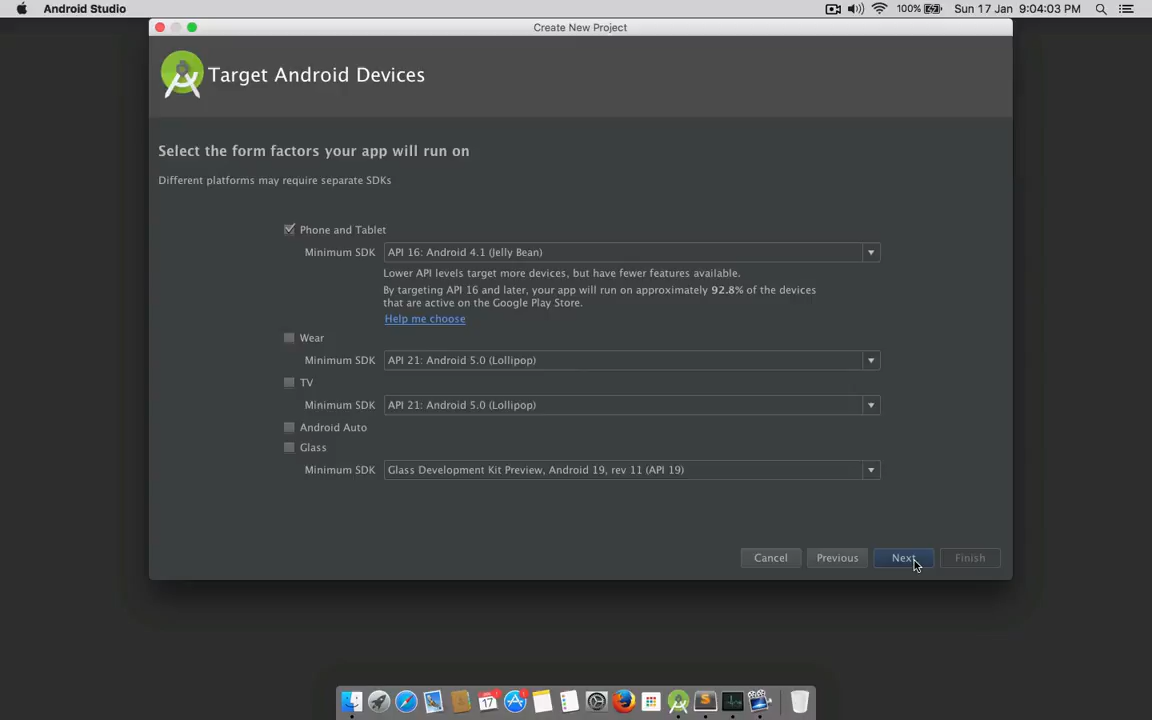 Android Studio
100%
Sun 17 Jan 9:04:03 PM
Create New Project
Target Android Devices
Select the form factors your app will run on
Different platforms may require separate SDKs
Phone and Tablet
Minimum SDK API 16: Android 4.1 (Jelly Bean)
Lower API levels target more devices, but have fewer features available.
By targeting API 16 and later, your app will run on approximately 92.8% of the devices
that are active on the Google Play Store.
Help me choose
Wear
Minimum SDK API 21: Android 5.0 (Lollipop)
TV
Minimum SDK API 21: Android 5.0 (Lollipop)
Android Auto
Glass
Minimum SDK Glass Development Kit Preview, Android 19, rev 11 (API 19)
Cancel Previous Next Finish
17